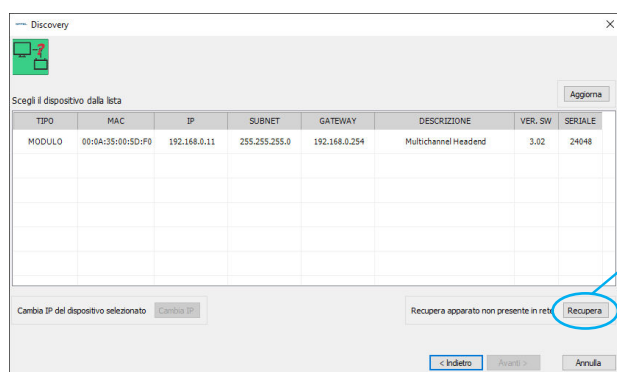 Discovery
Aggiorna
Scegli il dispositivo dalla lista
TIPO MAC IP SUBNET GATEWAY DESCRIZIONE VER. SW SERIALE
MODULO 00:0A:35:00:5D:F0 192.168.0.11 255.255.255.0 192.168.0.254 Multichannel Headend 3.02 24048
Cambia IP del dispositivo selezionato Cambia IP Recupera apparato non presente in rete Recupera
< Indietro Avanti > Annulla